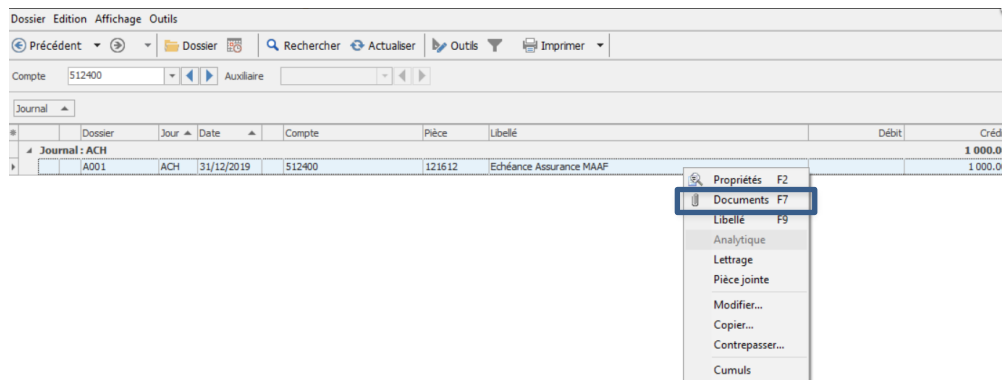 Dossier Edition Affichage Outils
Précédent Dossier Rechercher Actualiser Outils Imprimer
Compte 512400 Auxiliaire
Journal
Dossier Jour Date Compte Pièce Libellé Débit Crédi
Journal : ACH 1 000.0
A001 ACH 31/12/2019 512400 121612 Echéance Assurance MAAF 1 000.0
Propriétés F2
Documents F7
Libellé F9
Analytique
Lettrage
Pièce jointe
Modifier...
Copier...
Contrepasser...
Cumuls